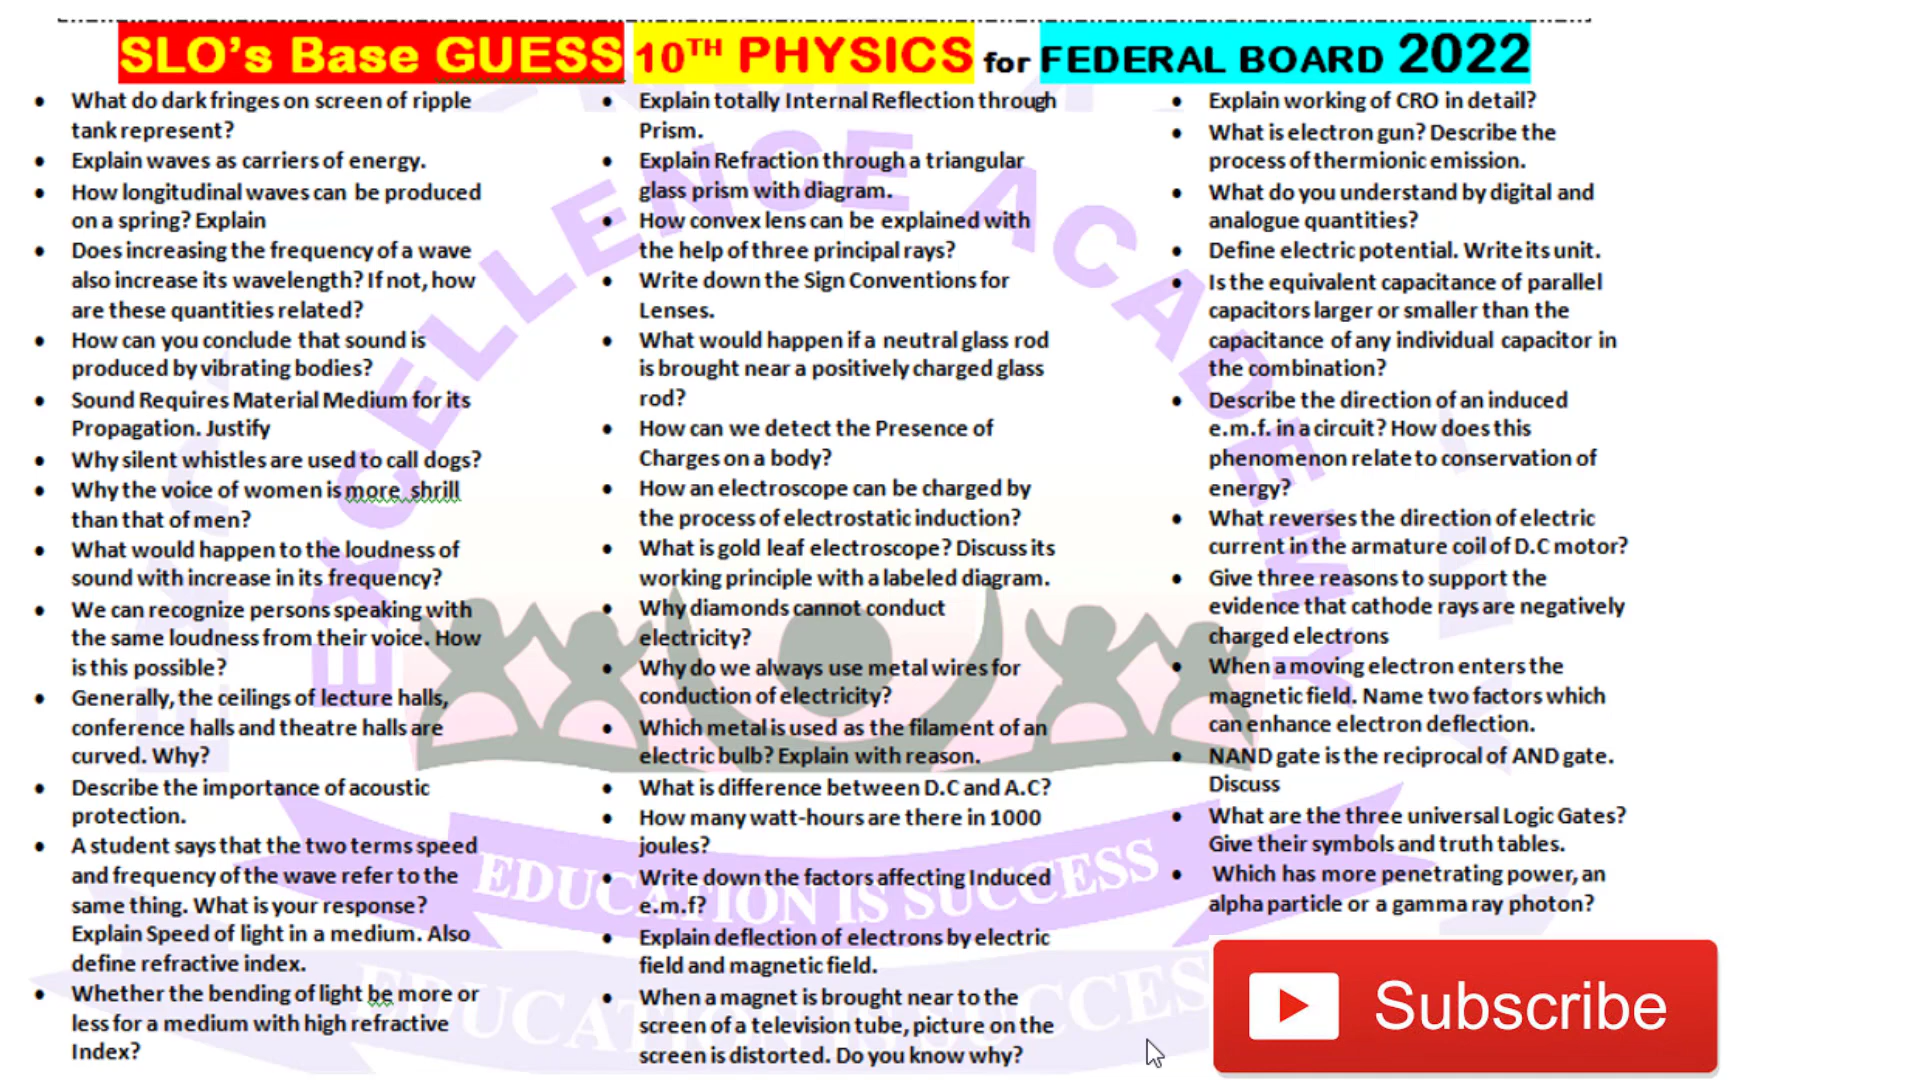 SLO's Base GUESS 10TH PHYSICS for FEDERAL BOARD 2022
• What do dark fringes on screen of ripple
tank represent?
• Explain waves as carriers of energy.
• How longitudinal waves can be produced
on a spring? Explain
• Does increasing the frequency of a wave
also increase its wavelength? If not, how
are these quantities related?
• How can you conclude that sound is
produced by vibrating bodies?
• Sound Requires Material Medium for its
Propagation. Justify
• Why silent whistles are used to call dogs?
• Why the voice of women is more shrill
than that of men?
• What would happen to the loudness of
sound with increase in its frequency?
• We can recognize persons speaking with
the same loudness from their voice. How
is this possible?
• Generally, the ceilings of lecture halls,
conference halls and theatre halls are
curved. Why?
• Describe the importance of acoustic
protection.
• A student says that the two terms speed
and frequency of the wave refer to the
same thing. What is your response?
Explain Speed of light in a medium. Also
define refractive index.
• Whether the bending of light be more or
less for a medium with high refractive
Index?
• Explain totally Internal Reflection through
Prism.
• Explain Refraction through a triangular
glass prism with diagram.
• How convex lens can be explained with
the help of three principal rays?
• Write down the Sign Conventions for
Lenses.
• What would happen if a neutral glass rod
is brought near a positively charged glass
rod?
• How can we detect the Presence of
Charges on a body?
• How an electroscope can be charged by
the process of electrostatic induction?
• What is gold leaf electroscope? Discuss its
working principle with a labeled diagram.
• Why diamonds cannot conduct
electricity?
• Why do we always use metal wires for
conduction of electricity?
• Which metal is used as the filament of an
electric bulb? Explain with reason.
• What is difference between D.C and A.C?
• How many watt-hours are there in 1000
joules?
• Write down the factors affecting Induced
e.m.f?
• Explain deflection of electrons by electric
field and magnetic field.
• When a magnet is brought near to the
screen of a television tube, picture on the
screen is distorted. Do you know why?
• Explain working of CRO in detail?
• What is electron gun? Describe the
process of thermionic emission.
• What do you understand by digital and
analogue quantities?
• Define electric potential. Write its unit.
• Is the equivalent capacitance of parallel
capacitors larger or smaller than the
capacitance of any individual capacitor in
the combination?
• Describe the direction of an induced
e.m.f. in a circuit? How does this
phenomenon relate to conservation of
energy?
• What reverses the direction of electric
current in the armature coil of D.C motor?
• Give three reasons to support the
evidence that cathode rays are negatively
charged electrons
• When a moving electron enters the
magnetic field. Name two factors which
can enhance electron deflection.
• NAND gate is the reciprocal of AND gate.
Discuss
• What are the three universal Logic Gates?
Give their symbols and truth tables.
• Which has more penetrating power, an
alpha particle or a gamma ray photon?
Subscribe
EXCELLENCE ACADEMY
EDUCATION IS SUCCESS
EDUCATION IS SUCCESS